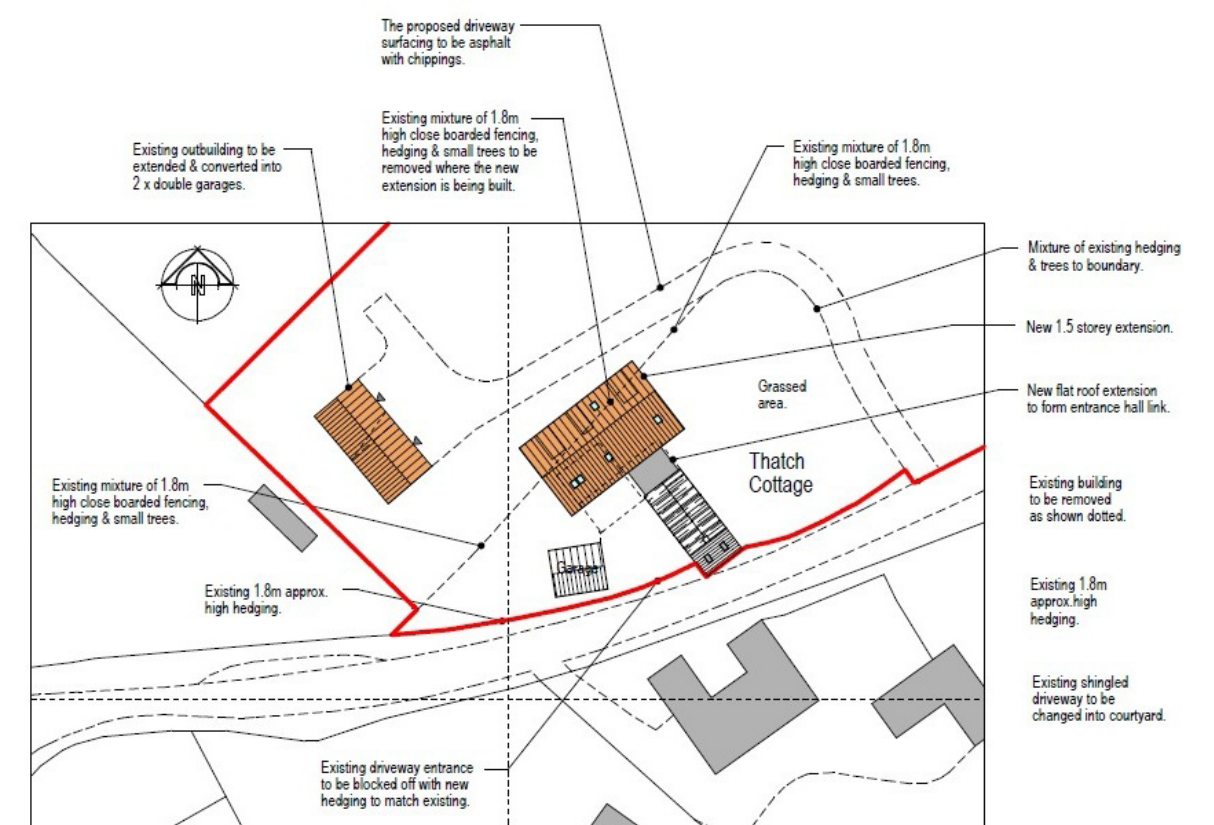 The proposed driveway
surfacing to be asphalt
with chippings.
Existing mixture of 1.8m
high close boarded fencing,
hedging & small trees to be
removed where the new
extension is being built.
Existing outbuilding to be
extended & converted into
2 x double garages.
Existing mixture of 1.8m
high close boarded fencing,
hedging & small trees.
Mixture of existing hedging
& trees to boundary.
N
New 1.5 storey extension.
Grassed
area.
New flat roof extension
to form entrance hall link.
Thatch
Cottage
Existing mixture of 1.8m
high close boarded fencing,
hedging & small trees.
Existing building
to be removed
as shown dotted.
Garage
Existing 1.8m approx.
high hedging.
Existing 1.8m
approx.high
hedging.
Existing shingled
driveway to be
changed into courtyard.
Existing driveway entrance
to be blocked off with new
hedging to match existing.